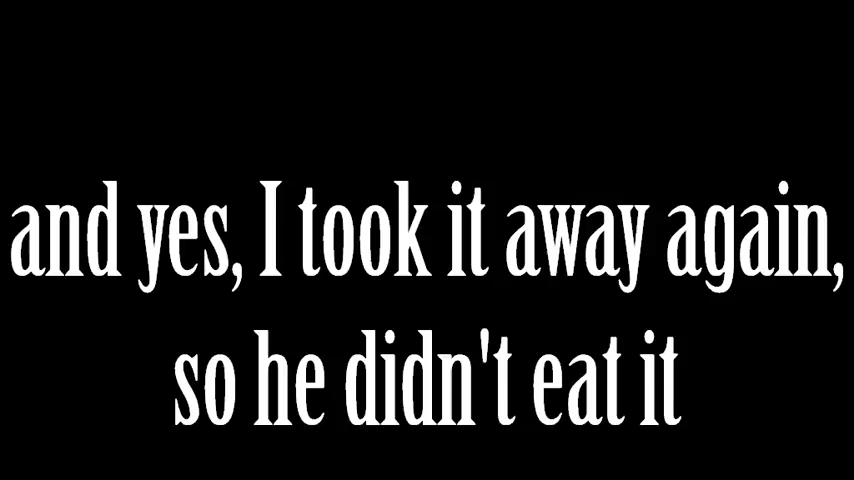 and yes, I took it away again,
so he didn't eat it